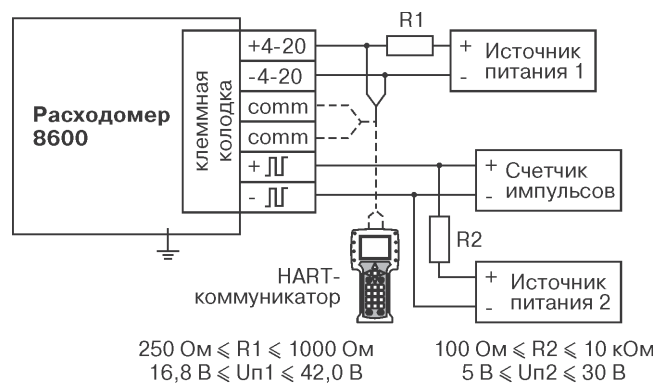 R1
+4-20
-4-20
comm
comm
+
-
клеммная
колодка
Расходомер
8600
+ Источник
- питания 1
+ Счетчик
- импульсов
R2
+ Источник
- питания 2
HART-
коммуникатор
250 Ом ⩽ R1 ⩽ 1000 Ом
16,8 В ⩽ Uп1 ⩽ 42,0 В
100 Ом ⩽ R2 ⩽ 10 кОм
5 В ⩽ Uп2 ⩽ 30 В